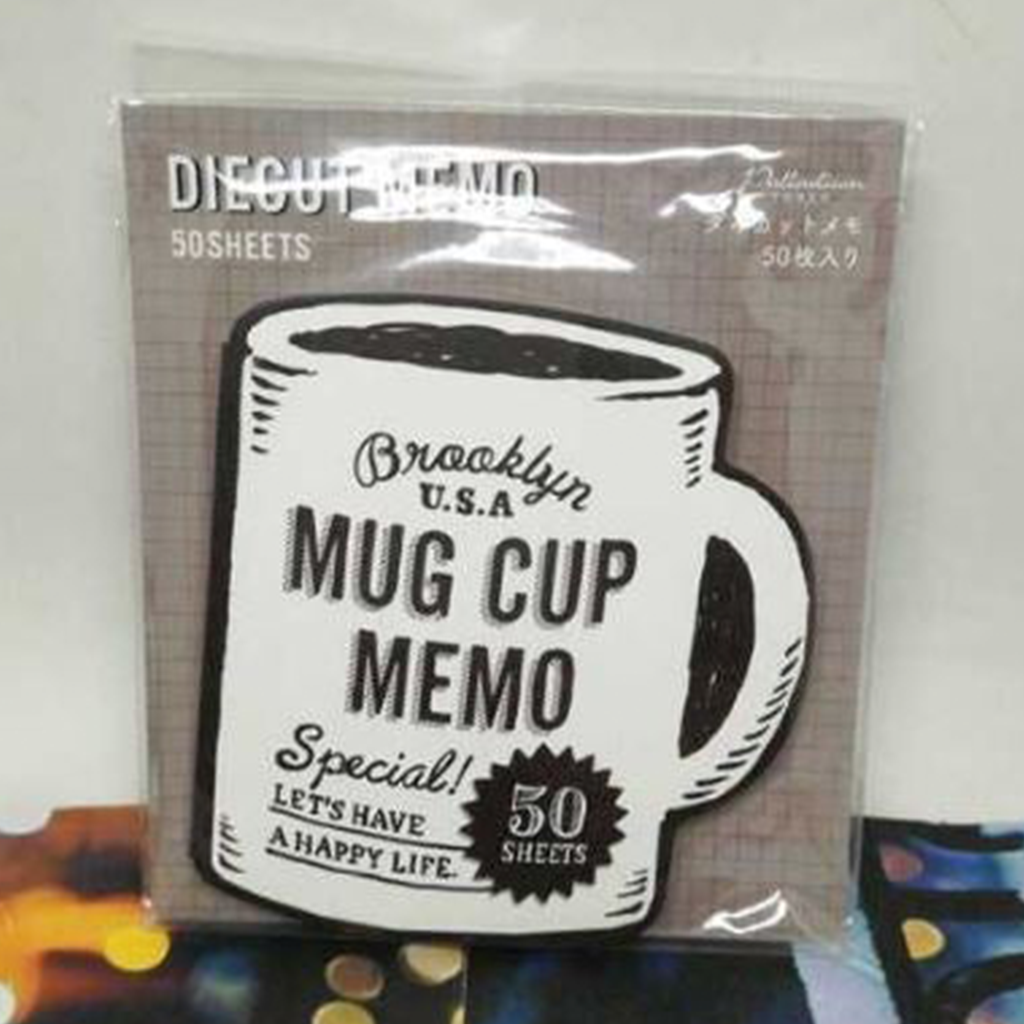 DIECUT MEMO
50SHEETS
ダイカットメモ
50枚入り
Brooklyn
U.S.A
MUG CUP
MEMO
Special!
LET'S HAVE
A HAPPY LIFE.
50
SHEETS